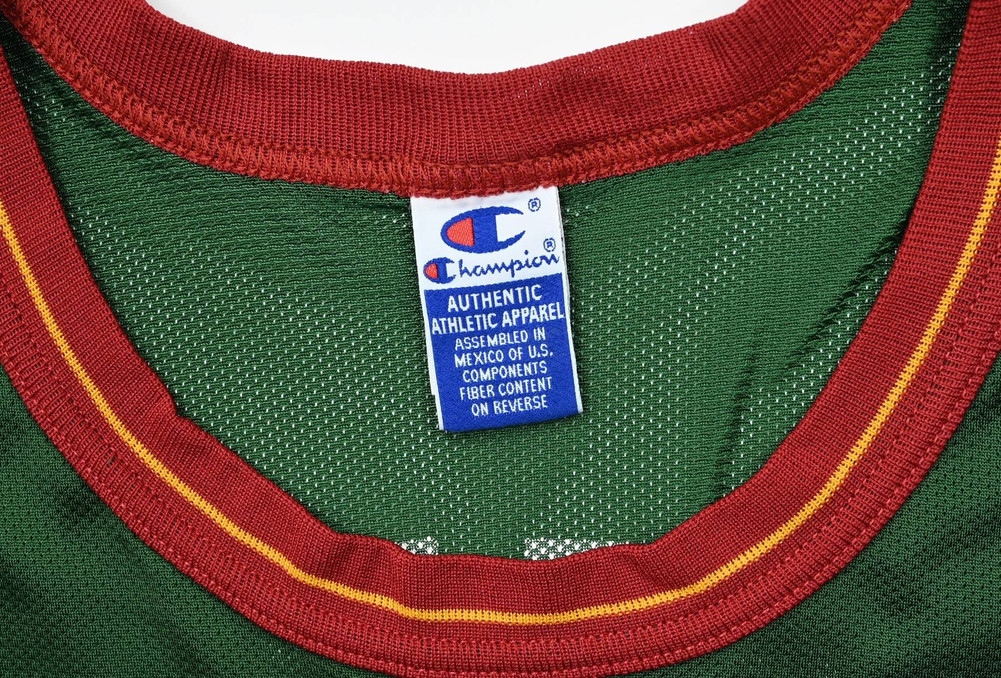 ®
Champion®
AUTHENTIC
ATHLETIC APPAREL
ASSEMBLED IN
MEXICO OF U.S.
COMPONENTS
FIBER CONTENT
ON REVERSE